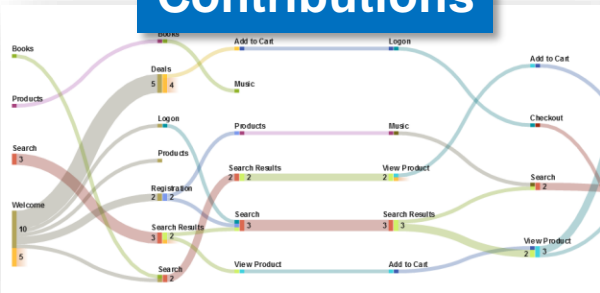 Contributions
Books
Products
Search
3
Welcome
10
5
Books
Deals
5 4
Logon
Products
Registration
2 2
Search Results
3 2
Search
2
Add to Cart
Music
Products
Search Results
2 2
Search
3
View Product
Logon
Music
View Product
2
Search Results
3 3
Add to Cart
Add to Cart
Checkout
Search
2
View Product
2 3